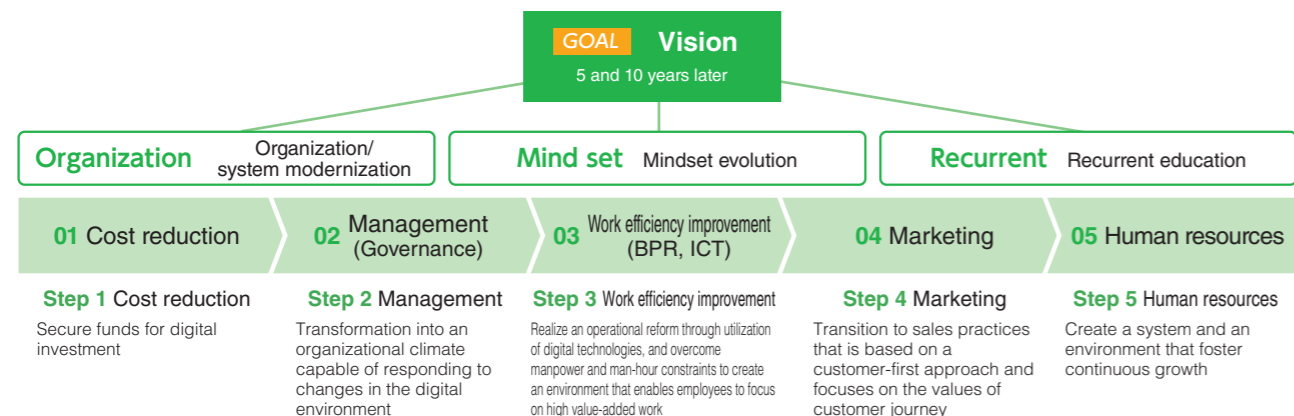 GOAL Vision
5 and 10 years later
Organization Organization/
system modernization
Mind set Mindset evolution
Recurrent Recurrent education
01 Cost reduction
02 Management
(Governance)
03 Work efficiency improvement
(BPR, ICT)
04 Marketing
05 Human resources
Step 1 Cost reduction
Secure funds for digital
investment
Step 2 Management
Transformation into an
organizational climate
capable of responding to
changes in the digital
environment
Step 3 Work efficiency improvement
Realize an operational reform through utilization
of digital technologies, and overcome
manpower and man-hour constraints to create
an environment that enables employees to focus
on high value-added work
Step 4 Marketing
Transition to sales practices
that is based on a
customer-first approach and
focuses on the values of
customer journey
Step 5 Human resources
Create a system and an
environment that foster
continuous growth